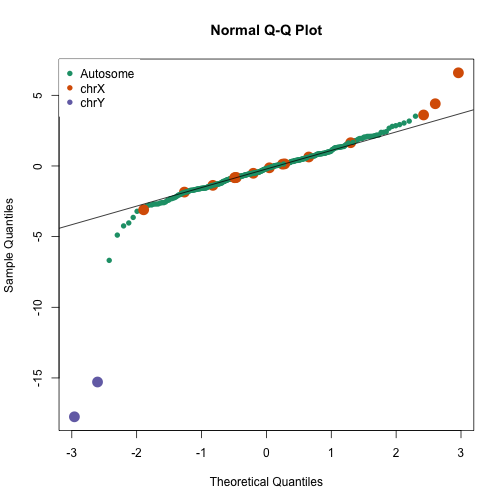 Normal Q-Q Plot
Autosome
chrX
chrY
5
0
-5
-10
-15
Sample Quantiles
-3
-2
-1
0
1
2
3
Theoretical Quantiles